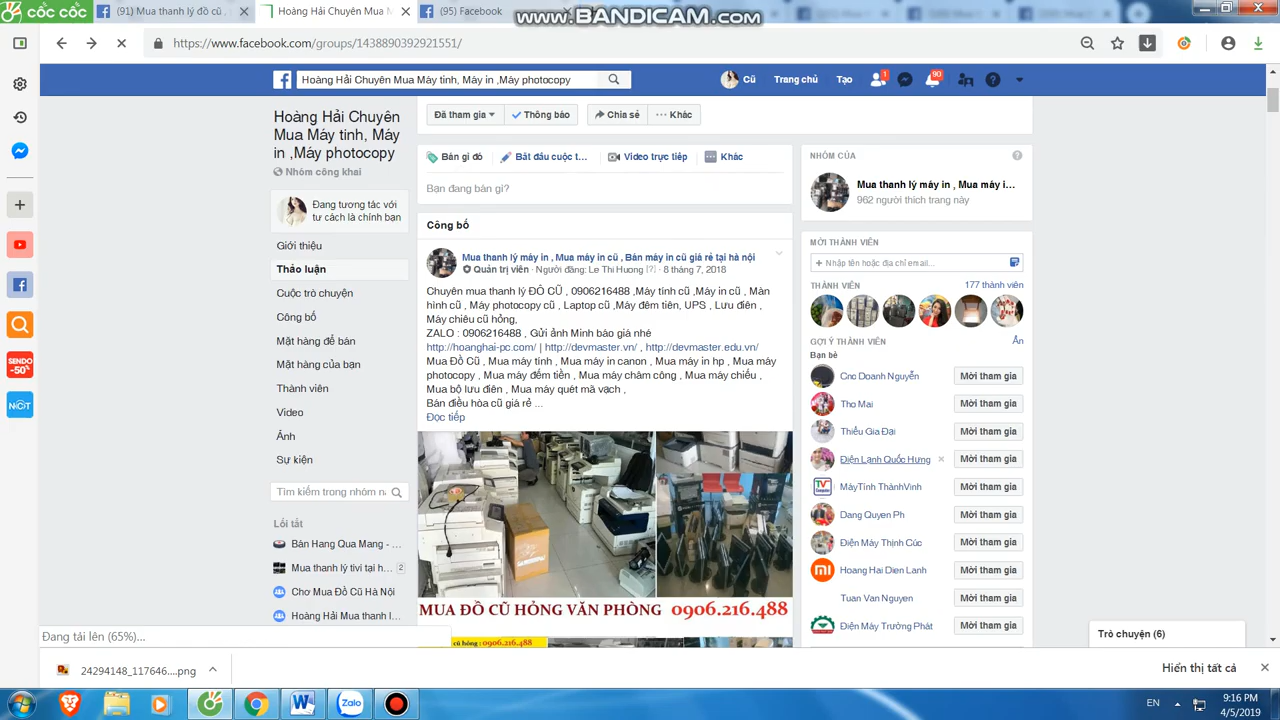 CỐC CỐC
(91) Mua thanh lý đồ cũ ,
Hoàng Hải Chuyên Mua M
(95) Facebook
www.BANDICAM.com
https://www.facebook.com/groups/1438890392921551/
Hoàng Hải Chuyên Mua Máy tính, Máy in ,Máy photocopy
Cũ
Trang chủ
Tạo
1
90
Hoàng Hải Chuyên
Mua Máy tính, Máy
in ,Máy photocopy
Nhóm công khai
Đang tương tác với
tư cách là chính bạn
Giới thiệu
Thảo luận
Cuộc trò chuyện
Công bố
Mặt hàng để bán
Mặt hàng của bạn
Thành viên
Video
Ảnh
Sự kiện
Tìm kiếm trong nhóm n
Lối tắt
Bán Hang Qua Mang - ...
Mua thanh lý tivi tại h... 2
Chợ Mua Đồ Cũ Hà Nội
Hoàng Hải Mua thanh l...
Đã tham gia
Thông báo
Chia sẻ
Khác
Bán gì đó
Bắt đầu cuộc t...
Video trực tiếp
Khác
Bạn đang bán gì?
Công bố
Mua thanh lý máy in , Mua máy in cũ , Bán máy in cũ giá rẻ tại hà nội
Quản trị viên · Người đăng: Le Thi Huong [?] · 8 tháng 7, 2018
Chuyên mua thanh lý ĐỒ CŨ , 0906216488 ,Máy tính cũ ,Máy in cũ , Màn
hình cũ , Máy photocopy cũ , Laptop cũ ,Máy đếm tiền, UPS , Lưu điện ,
Máy chiếu cũ hỏng,
ZALO : 0906216488 , Gửi ảnh Mình báo giá nhé
http://hoanghai-pc.com/ | http://devmaster.vn/ , http://devmaster.edu.vn/
Mua Đồ Cũ , Mua máy tính , Mua máy in canon , Mua máy in hp , Mua máy
photocopy , Mua máy đếm tiền , Mua máy chấm công , Mua máy chiếu ,
Mua bộ lưu điện , Mua máy quét mã vạch ,
Bán điều hòa cũ giá rẻ ...
Đọc tiếp
MUA ĐỒ CŨ HỎNG VĂN PHÒNG 0906.216.488
cũ hỏng : 0906.216.488
NHÓM CỦA
Mua thanh lý máy in , Mua máy i...
962 người thích trang này
MỜI THÀNH VIÊN
+ Nhập tên hoặc địa chỉ email...
THÀNH VIÊN
177 thành viên
GỢI Ý THÀNH VIÊN
Ẩn
Bạn bè
Cnc Doanh Nguyễn
Mời tham gia
Tho Mai
Mời tham gia
Thiều Gia Đại
Mời tham gia
Điện Lạnh Quốc Hưng
Mời tham gia
MáyTính ThànhVinh
Mời tham gia
Dang Quyen Ph
Mời tham gia
Điện Máy Thịnh Cúc
Mời tham gia
Hoang Hai Dien Lanh
Mời tham gia
Tuan Van Nguyen
Mời tham gia
Điện Máy Trường Phát
Mời tham gia
Trò chuyện (6)
SENDO
-50%
NCT
Đang tải lên (65%)...
24294148_117646....png
Hiển thị tất cả
Zalo
EN
9:16 PM
4/5/2019